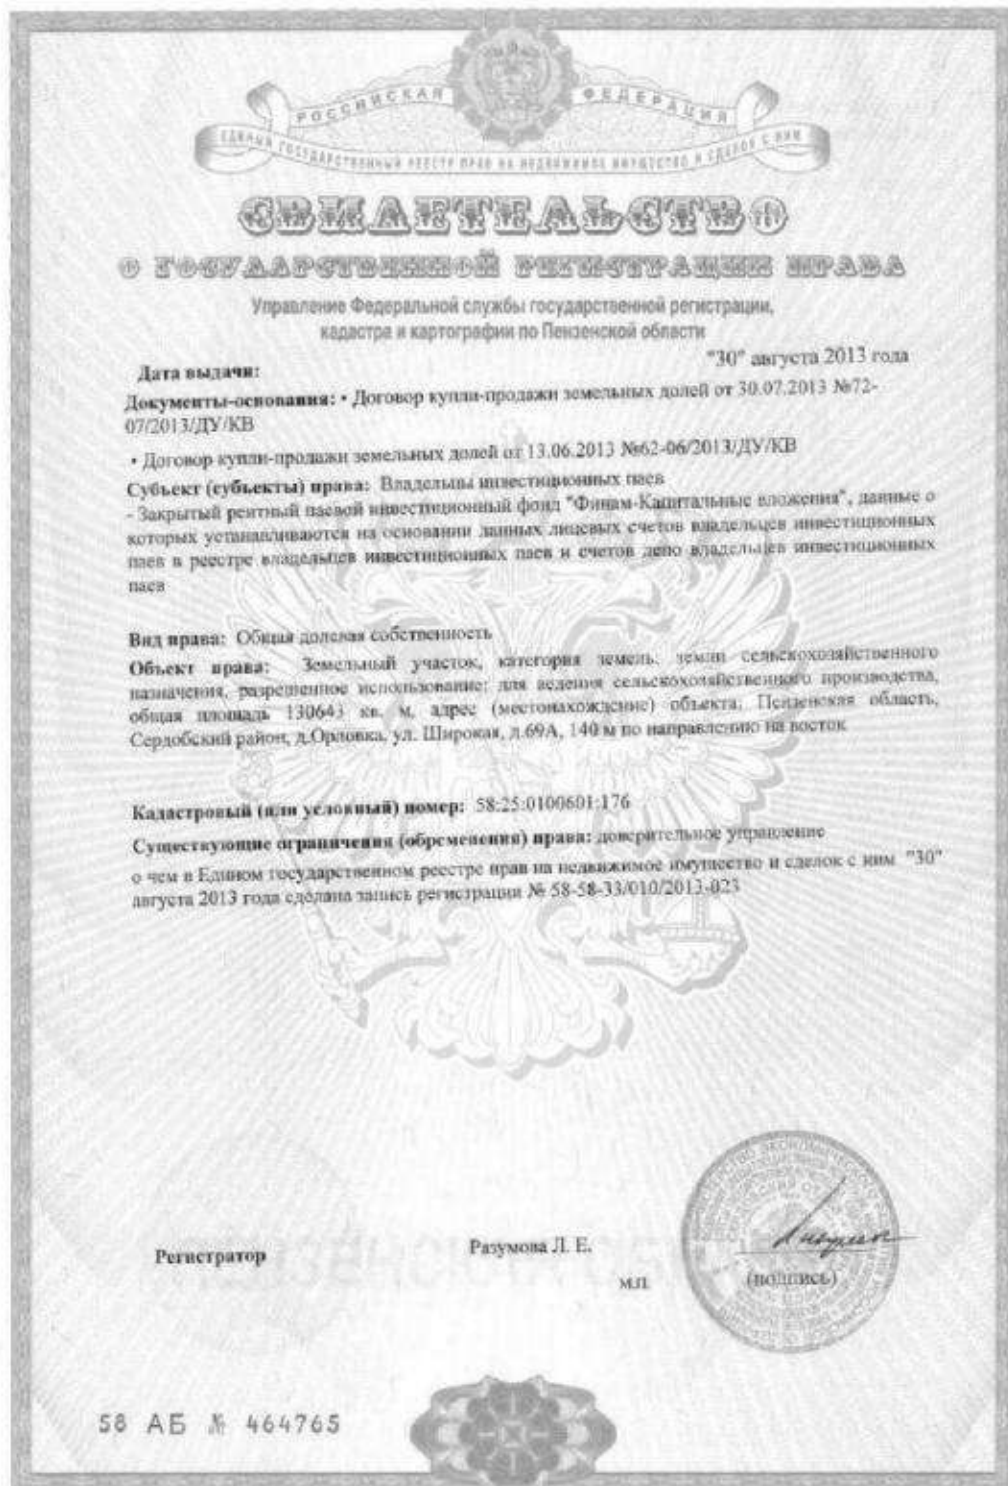 РОССИЙСКАЯ ФЕДЕРАЦИЯ
ЕДИНЫЙ ГОСУДАРСТВЕННЫЙ РЕЕСТР ПРАВ НА НЕДВИЖИМОЕ ИМУЩЕСТВО И СДЕЛОК С НИМ
СВИДЕТЕЛЬСТВО
О ГОСУДАРСТВЕННОЙ РЕГИСТРАЦИИ ПРАВА
Управление Федеральной службы государственной регистрации,
кадастра и картографии по Пензенской области
Дата выдачи: "30" августа 2013 года
Документы-основания: • Договор купли-продажи земельных долей от 30.07.2013 №72-
07/2013/ДУ/КВ
• Договор купли-продажи земельных долей от 13.06.2013 №62-06/2013/ДУ/КВ
Субъект (субъекты) права: Владельцы инвестиционных паев
- Закрытый рентный паевой инвестиционный фонд "Финам-Капитальные вложения", данные о
которых устанавливаются на основании данных лицевых счетов владельцев инвестиционных
паев в реестре владельцев инвестиционных паев и счетов депо владельцев инвестиционных
паев
Вид права: Общая долевая собственность
Объект права: Земельный участок, категория земель: земли сельскохозяйственного
назначения, разрешенное использование: для ведения сельскохозяйственного производства,
общая площадь 130643 кв. м, адрес (местонахождение) объекта: Пензенская область,
Сердобский район, д.Орловка, ул. Широкая, д.69А, 140 м по направлению на восток
Кадастровый (или условный) номер: 58:25:0100601:176
Существующие ограничения (обременения) права: доверительное управление
о чем в Едином государственном реестре прав на недвижимое имущество и сделок с ним "30"
августа 2013 года сделана запись регистрации № 58-58-33/010/2013-023
Регистратор Разумова Л. Е.
м.п. (подпись)
58 АБ № 464765